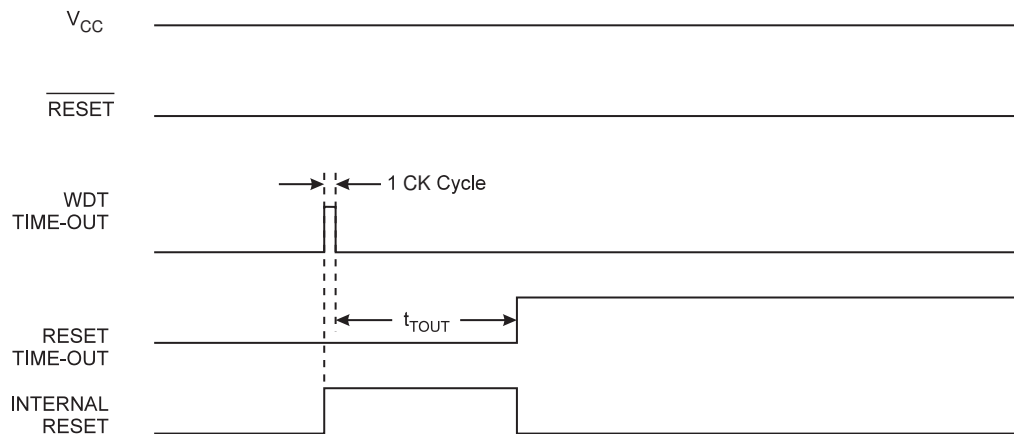 VCC
RESET
1 CK Cycle
WDT
TIME-OUT
tTOUT
RESET
TIME-OUT
INTERNAL
RESET